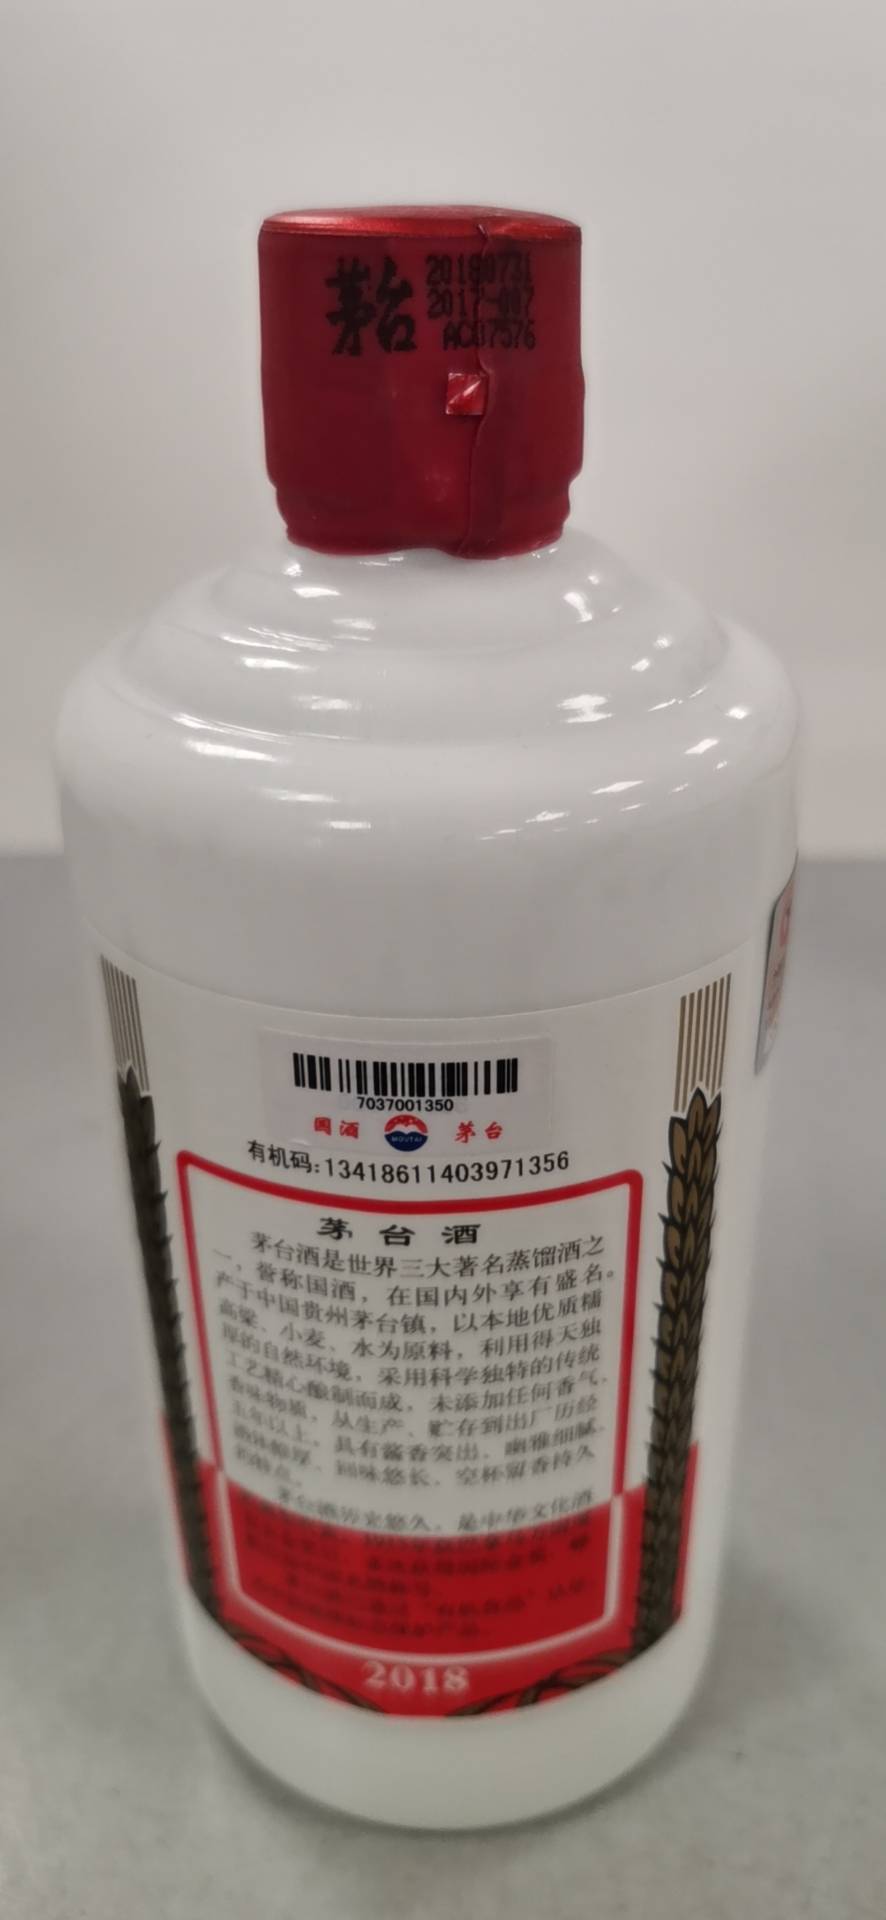 茅台
20180731
2017-007
AC07576
7037001350
国酒
MOUTAI
茅台
有机码:134186114039​71356
茅台酒
茅台酒是世界三大著名蒸馏酒之
一，誉称国酒，在国内外享有盛名。
产于中国贵州茅台镇，以本地优质糯
高粱、小麦、水为原料，利用得天独
厚的自然环境，采用科学独特的传统
工艺精心酿制而成，未添加任何香气、
香味物质，从生产、贮存到出厂历经
五年以上，具有酱香突出、幽雅细腻、
酒体醇厚、回味悠长、空杯留香持久
的特点。
茅台酒历史悠久，是中华文化酒
2018